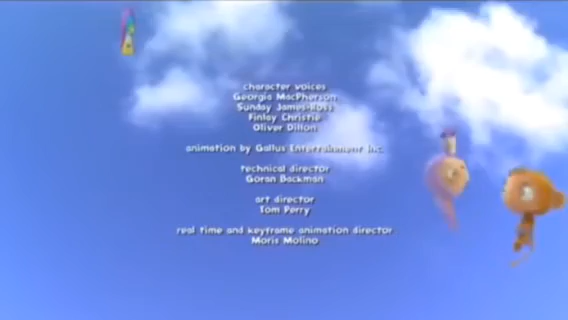 character voices
Georgia MacPherson
Sunday James-Ross
Finlay Christie
Oliver Dillon
animation by Gallus Entertainment Inc.
technical director
Goran Backman
art director
Tom Perry
real time and keyframe animation director
Moris Molino